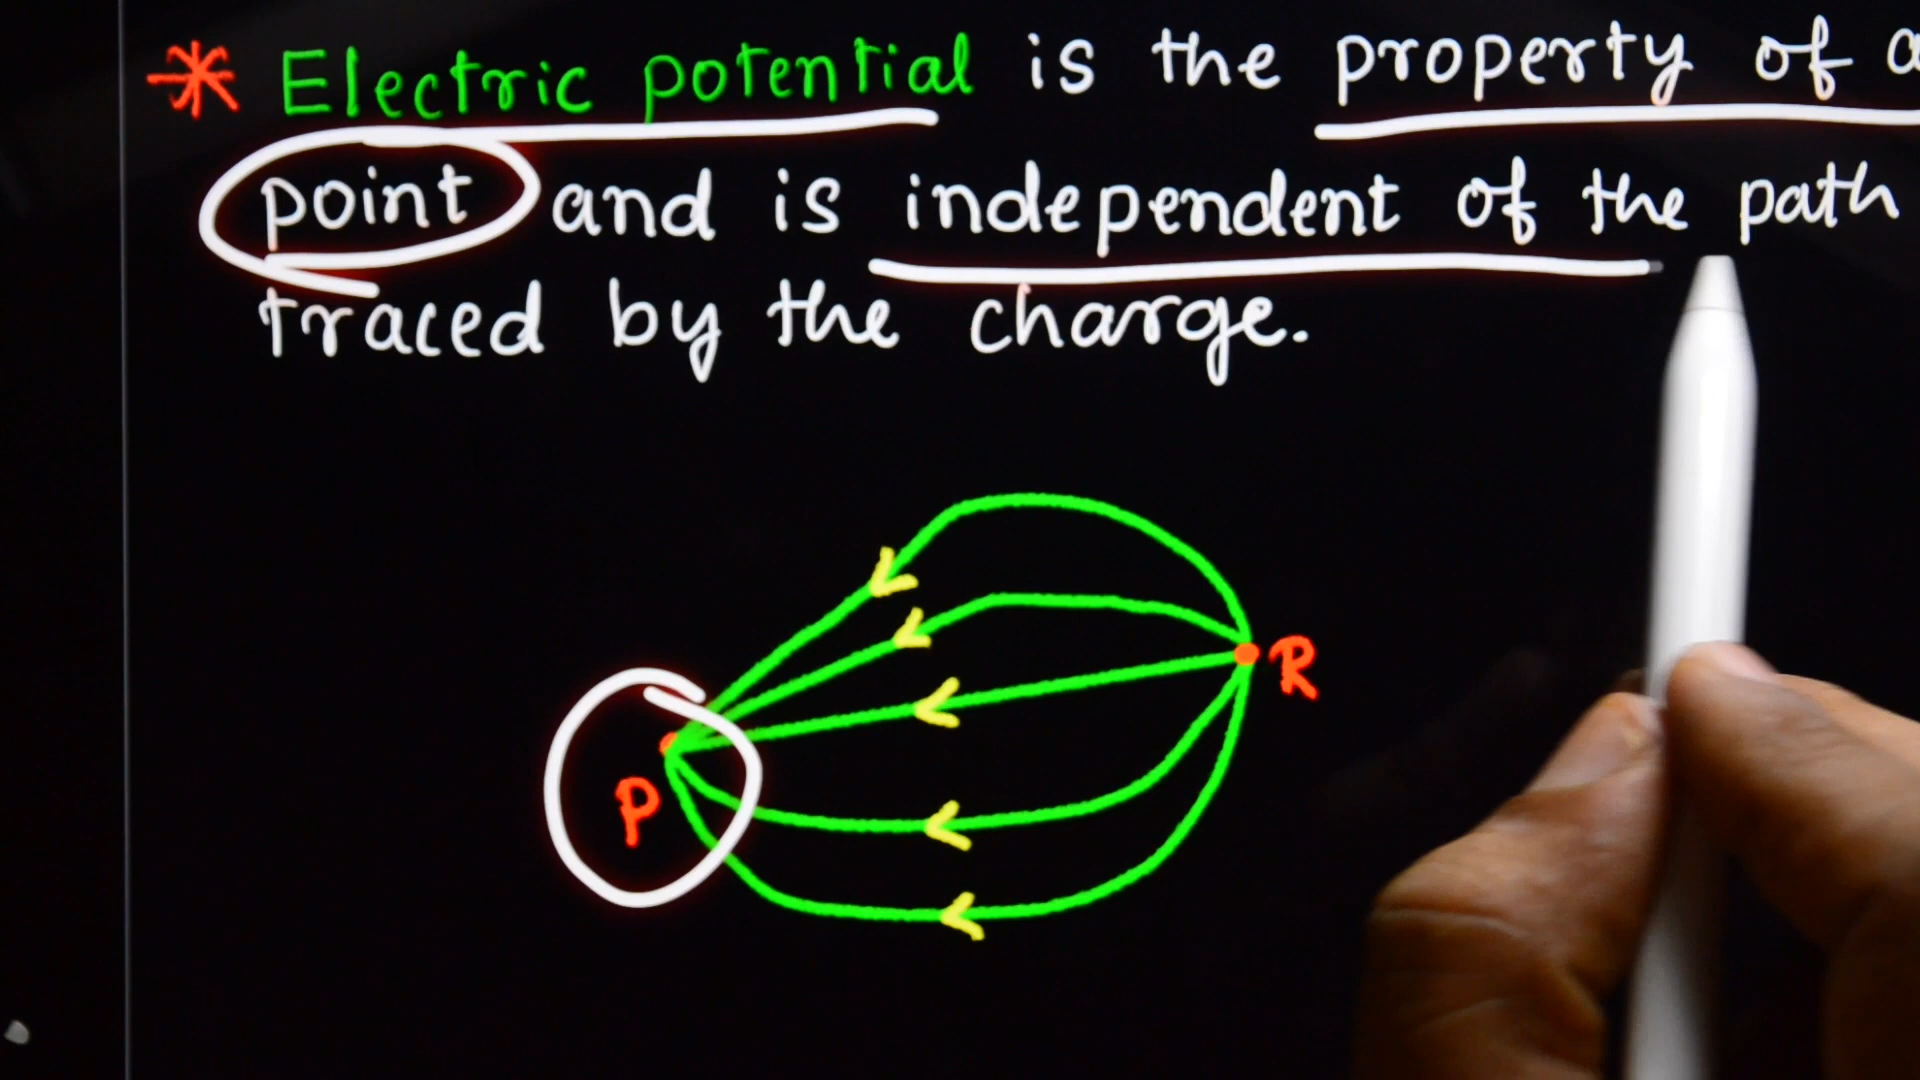 * Electric potential is the property of a
point and is independent of the path
traced by the charge.
R
P